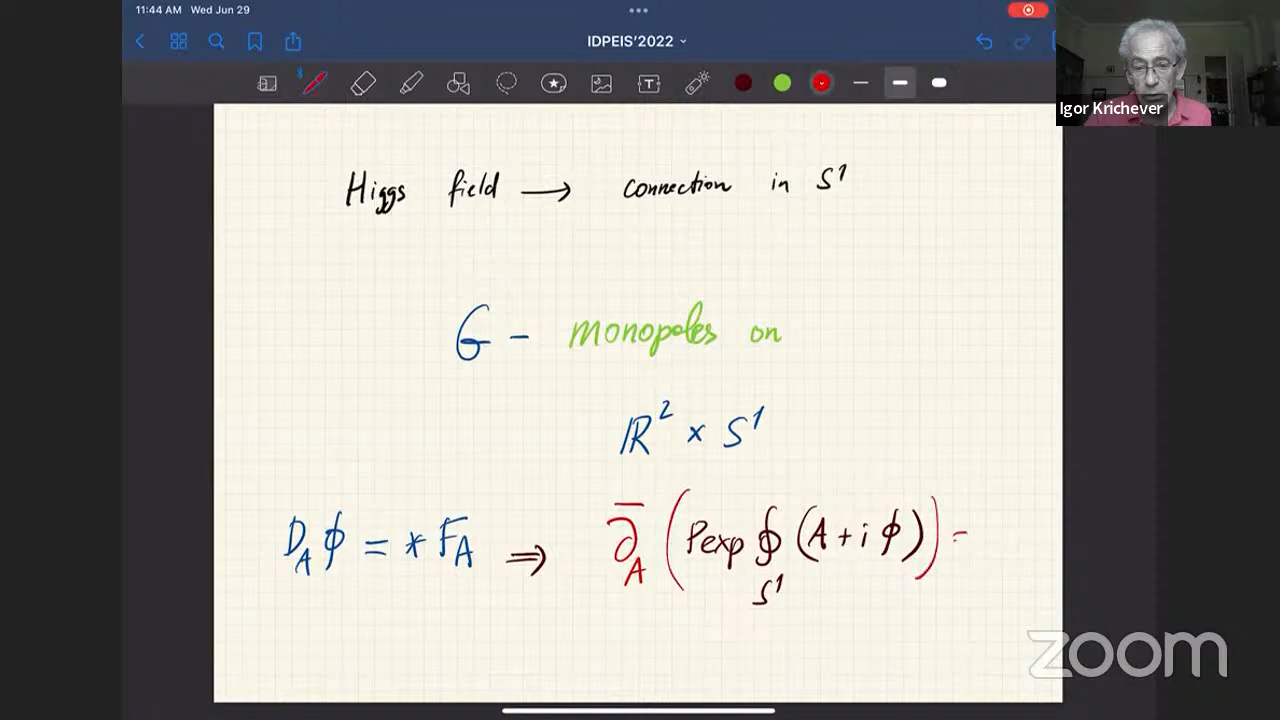 11:44 AM Wed Jun 29
IDPEIS'2022
Igor Krichever
Higgs field → connection in S¹
G - monopoles on
ℝ² × S¹
D_A ϕ = * F_A ⇒ ∂̄_A (Pexp ∮_{S¹} (A + i ϕ)) =
zoom